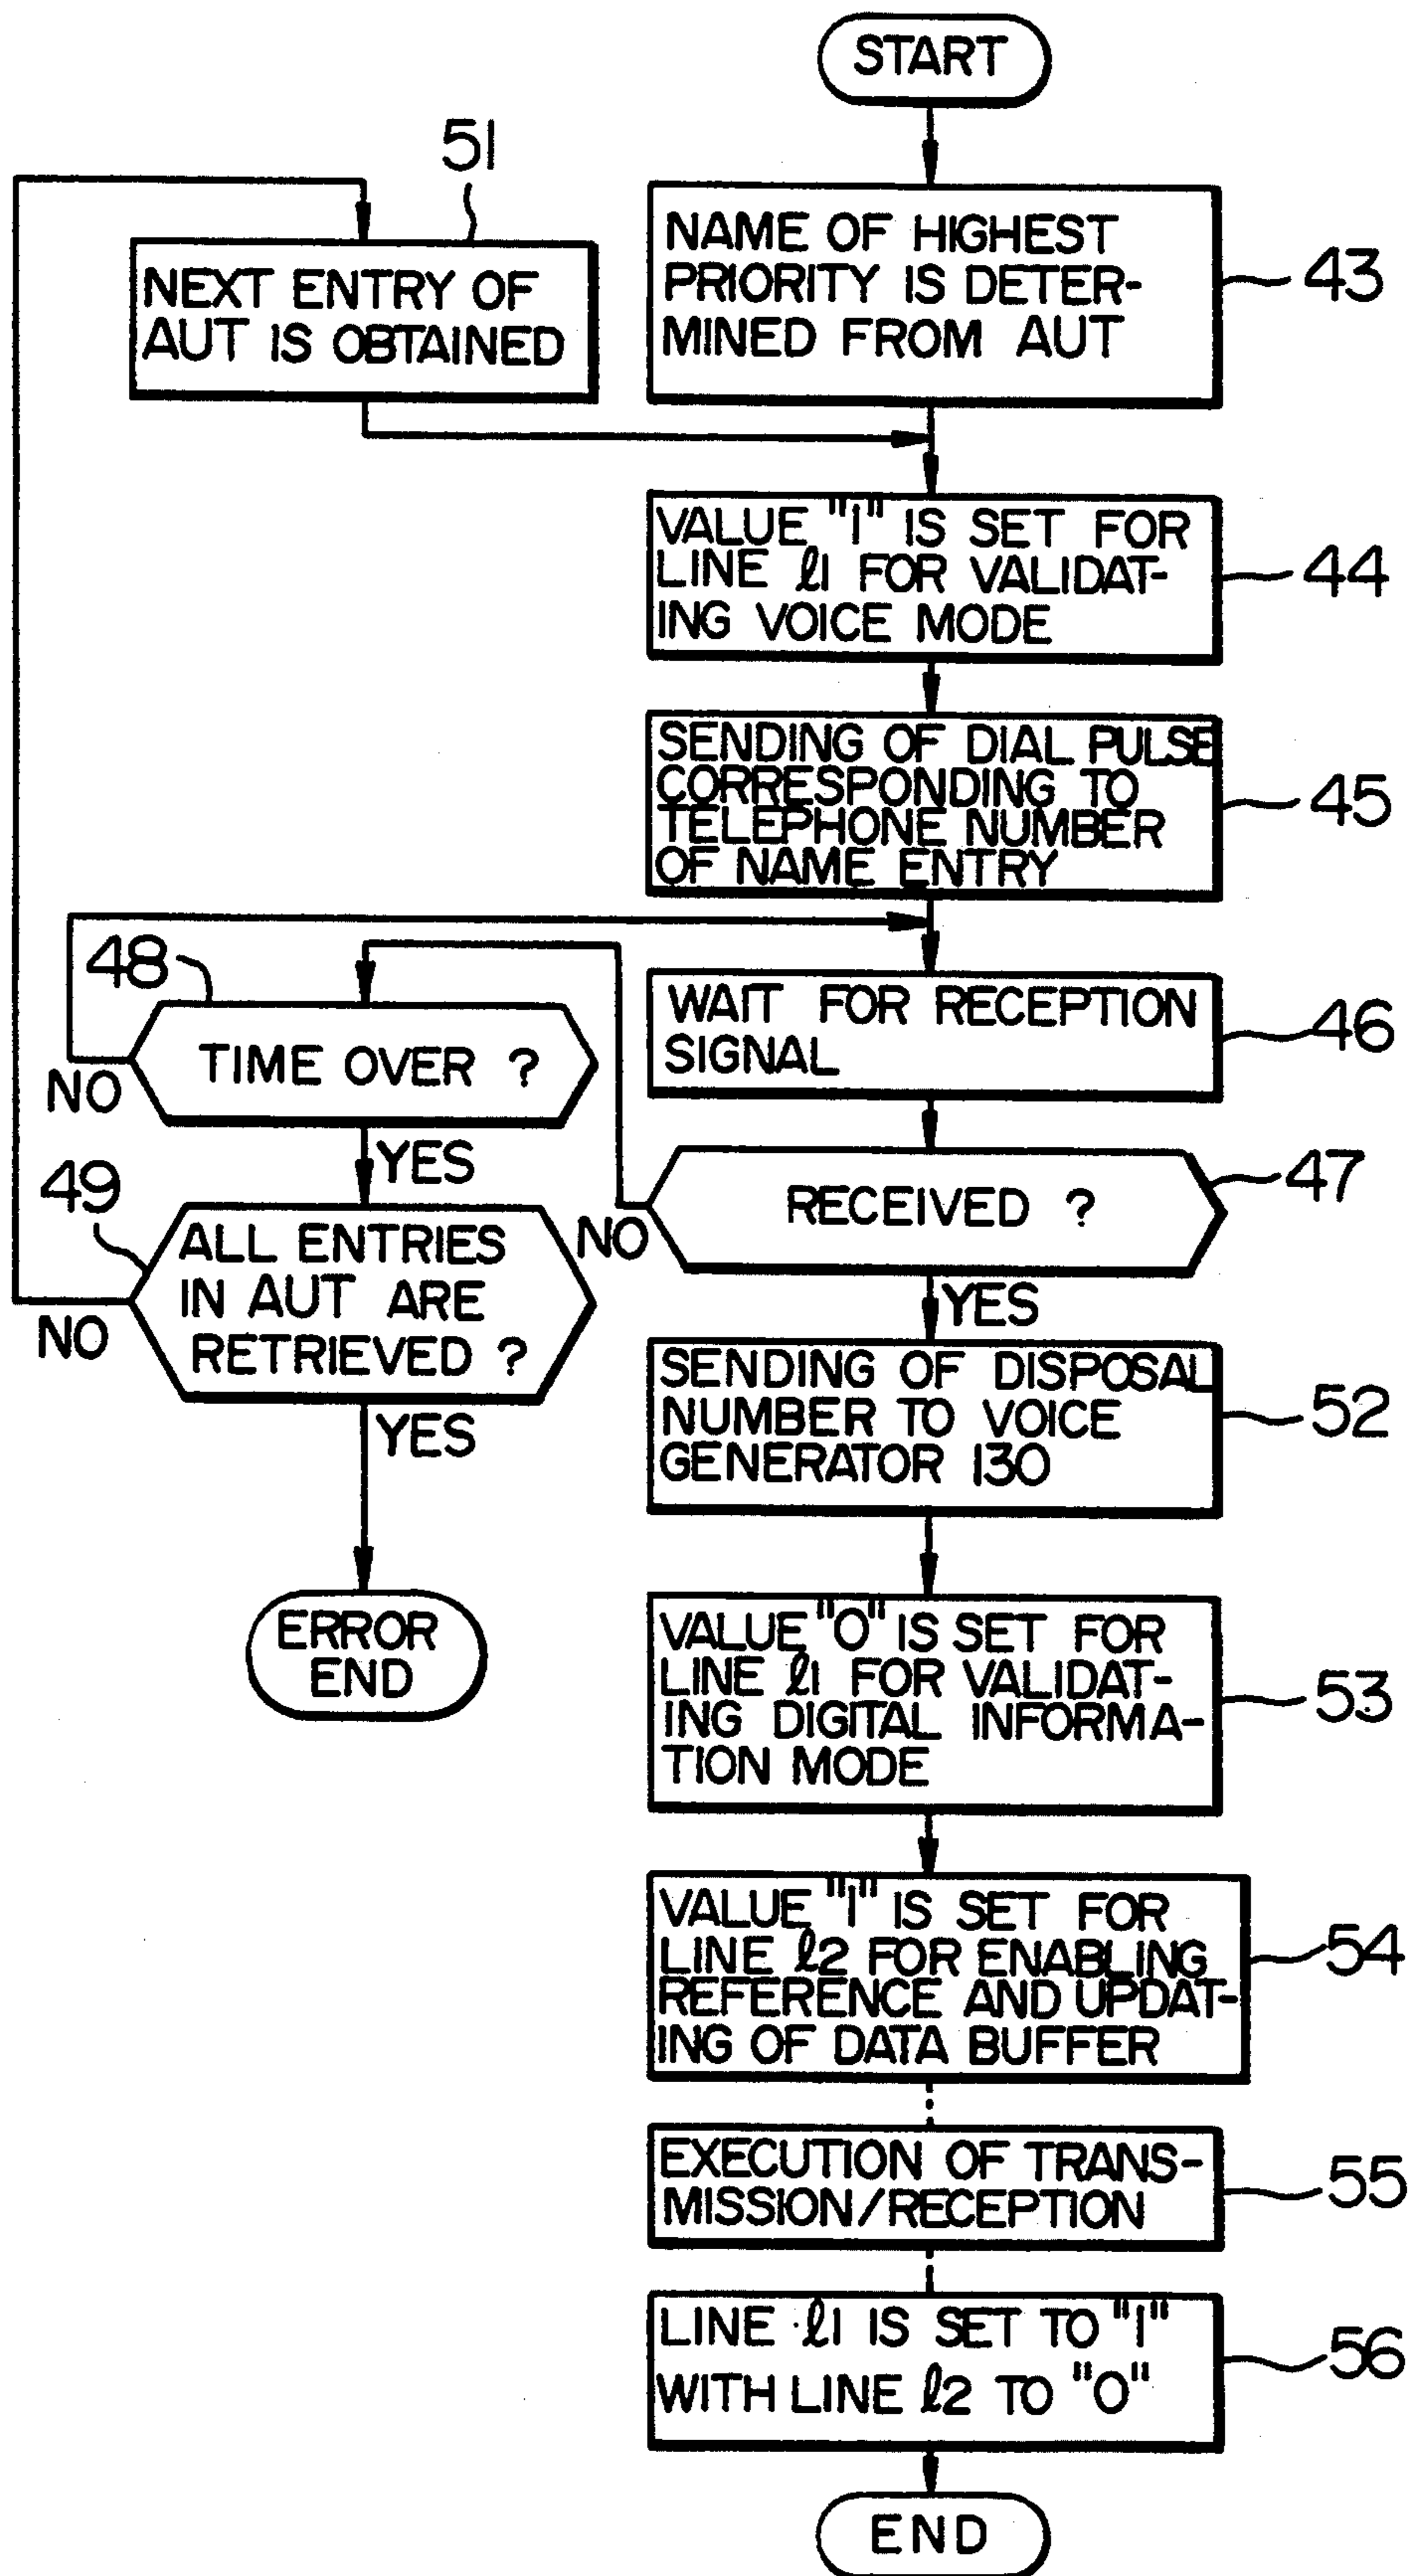 START
51
NEXT ENTRY OF
AUT IS OBTAINED
NAME OF HIGHEST
PRIORITY IS DETER-
MINED FROM AUT
43
VALUE "1" IS SET FOR
LINE ℓ1 FOR VALIDAT-
ING VOICE MODE
44
SENDING OF DIAL PULSE
CORRESPONDING TO
TELEPHONE NUMBER
OF NAME ENTRY
45
WAIT FOR RECEPTION
SIGNAL
46
48
TIME OVER ?
NO
YES
RECEIVED ?
47
NO
YES
49
ALL ENTRIES
IN AUT ARE
RETRIEVED ?
NO
YES
ERROR
END
SENDING OF DISPOSAL
NUMBER TO VOICE
GENERATOR 130
52
VALUE "0" IS SET FOR
LINE ℓ1 FOR VALIDAT-
ING DIGITAL INFORMA-
TION MODE
53
VALUE "1" IS SET FOR
LINE ℓ2 FOR ENABLING
REFERENCE AND UPDAT-
ING OF DATA BUFFER
54
EXECUTION OF TRANS-
MISSION/RECEPTION
55
LINE ℓ1 IS SET TO "1"
WITH LINE ℓ2 TO "0"
56
END